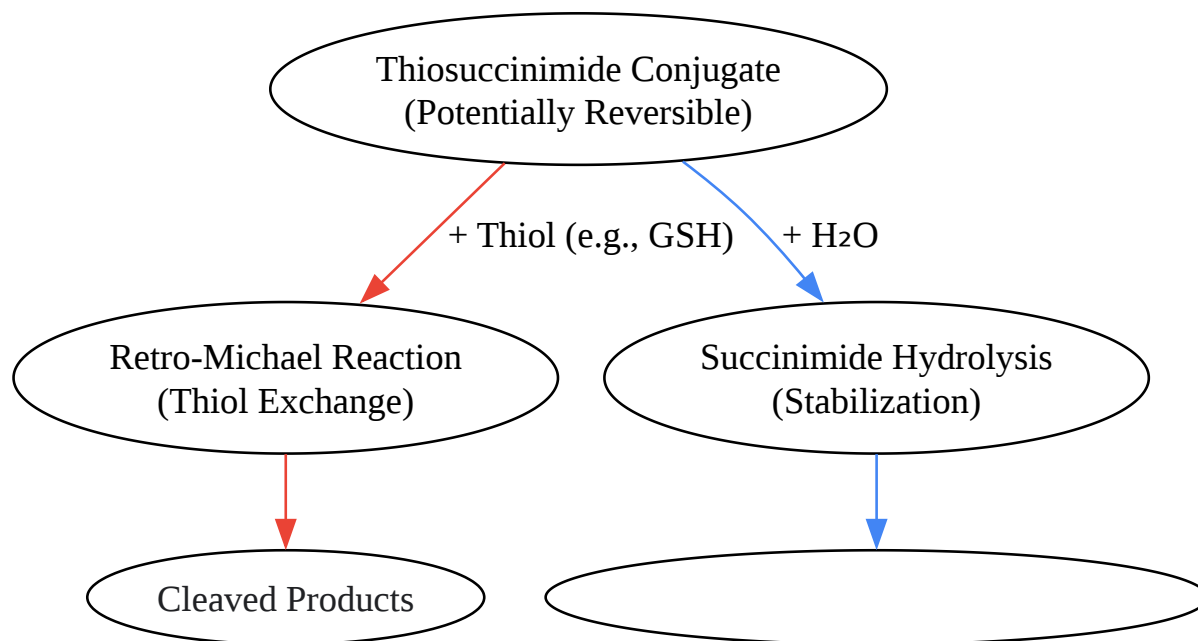 Thiosuccinimide Conjugate
(Potentially Reversible)
+ Thiol (e.g., GSH)
+ H₂O
Retro-Michael Reaction
(Thiol Exchange)
Succinimide Hydrolysis
(Stabilization)
Cleaved Products